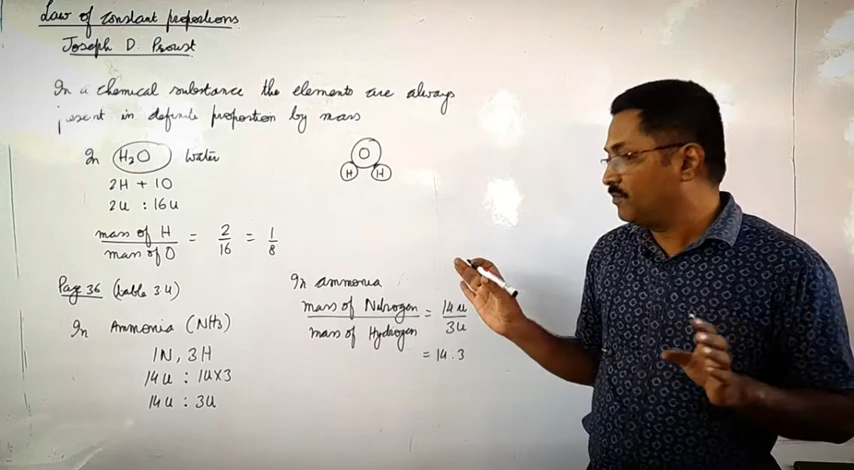 Law of constant proportions
Joseph D. Proust
In a chemical substance the elements are always
present in definite proportion by mass
In H2O Water
2H + 1O
2u : 16u
mass of H / mass of O = 2/16 = 1/8
O
H H
Page 36 (table 3.4)
In Ammonia (NH3)
1N, 3H
14u : 1u×3
14u : 3u
In ammonia
mass of Nitrogen / mass of Hydrogen = 14u/3u
= 14.3